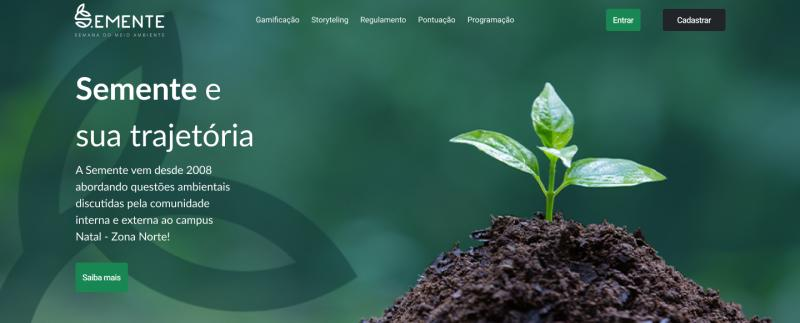 SEMENTE
SEMANA DO MEIO AMBIENTE
Gamificação Storyteling Regulamento Pontuação Programação
Entrar
Cadastrar
Semente e
sua trajetória
A Semente vem desde 2008
abordando questões ambientais
discutidas pela comunidade
interna e externa ao campus
Natal - Zona Norte!
Saiba mais